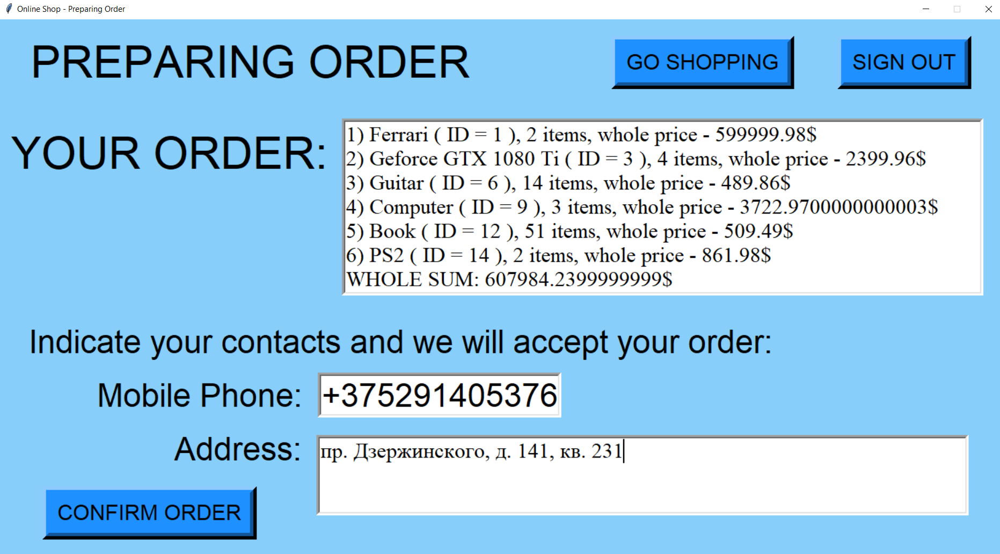 Online Shop - Preparing Order
PREPARING ORDER
GO SHOPPING
SIGN OUT
YOUR ORDER:
1) Ferrari ( ID = 1 ), 2 items, whole price - 599999.98$
2) Geforce GTX 1080 Ti ( ID = 3 ), 4 items, whole price - 2399.96$
3) Guitar ( ID = 6 ), 14 items, whole price - 489.86$
4) Computer ( ID = 9 ), 3 items, whole price - 3722.9700000000003$
5) Book ( ID = 12 ), 51 items, whole price - 509.49$
6) PS2 ( ID = 14 ), 2 items, whole price - 861.98$
WHOLE SUM: 607984.2399999999$
Indicate your contacts and we will accept your order:
Mobile Phone:
+375291405376
Address:
пр. Дзержинского, д. 141, кв. 231
CONFIRM ORDER